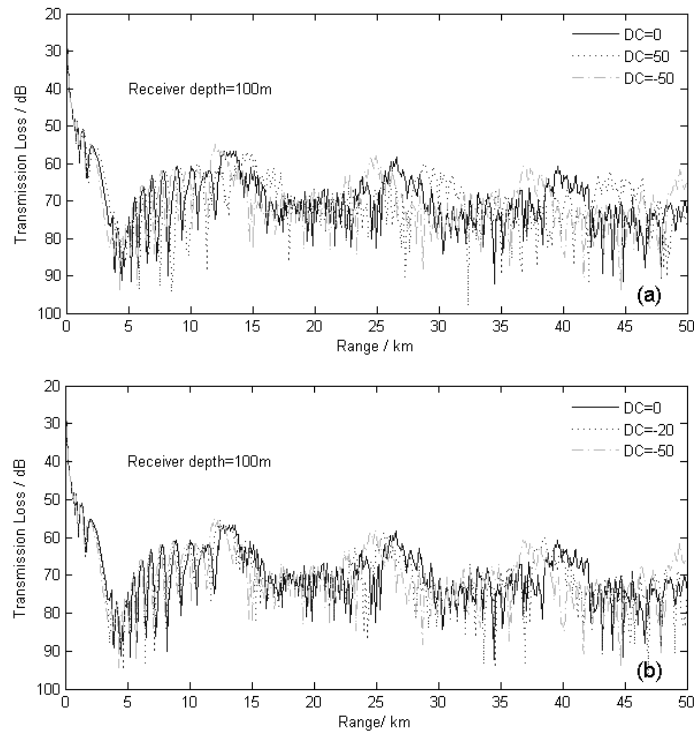 20
30
40
50
60
70
80
90
100
Transmission Loss / dB
DC=0
DC=50
DC=-50
Receiver depth=100m
(a)
0 5 10 15 20 25 30 35 40 45 50
Range / km
20
30
40
50
60
70
80
90
100
Transmission Loss / dB
DC=0
DC=-20
DC=-50
Receiver depth=100m
(b)
0 5 10 15 20 25 30 35 40 45 50
Range/ km